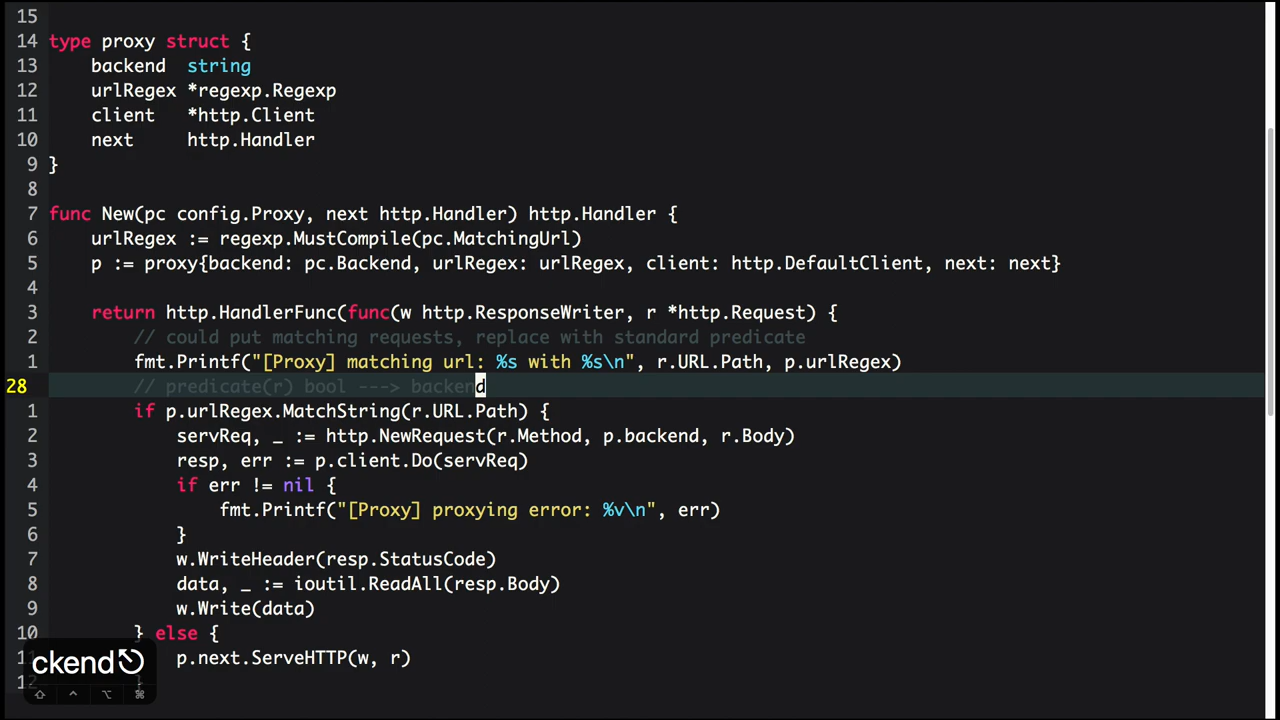 15
14 type proxy struct {
13     backend  string
12     urlRegex *regexp.Regexp
11     client   *http.Client
10     next     http.Handler
9 }
8
7 func New(pc config.Proxy, next http.Handler) http.Handler {
6     urlRegex := regexp.MustCompile(pc.MatchingUrl)
5     p := proxy{backend: pc.Backend, urlRegex: urlRegex, client: http.DefaultClient, next: next}
4
3     return http.HandlerFunc(func(w http.ResponseWriter, r *http.Request) {
2         // could put matching requests, replace with standard predicate
1         fmt.Printf("[Proxy] matching url: %s with %s\n", r.URL.Path, p.urlRegex)
28         // predicate(r) bool ---> backend
1         if p.urlRegex.MatchString(r.URL.Path) {
2             servReq, _ := http.NewRequest(r.Method, p.backend, r.Body)
3             resp, err := p.client.Do(servReq)
4             if err != nil {
5                 fmt.Printf("[Proxy] proxying error: %v\n", err)
6             }
7             w.WriteHeader(resp.StatusCode)
8             data, _ := ioutil.ReadAll(resp.Body)
9             w.Write(data)
10         } else {
11             p.next.ServeHTTP(w, r)
12         }
ckend⎋
⇧ ^ ⌥ ⌘